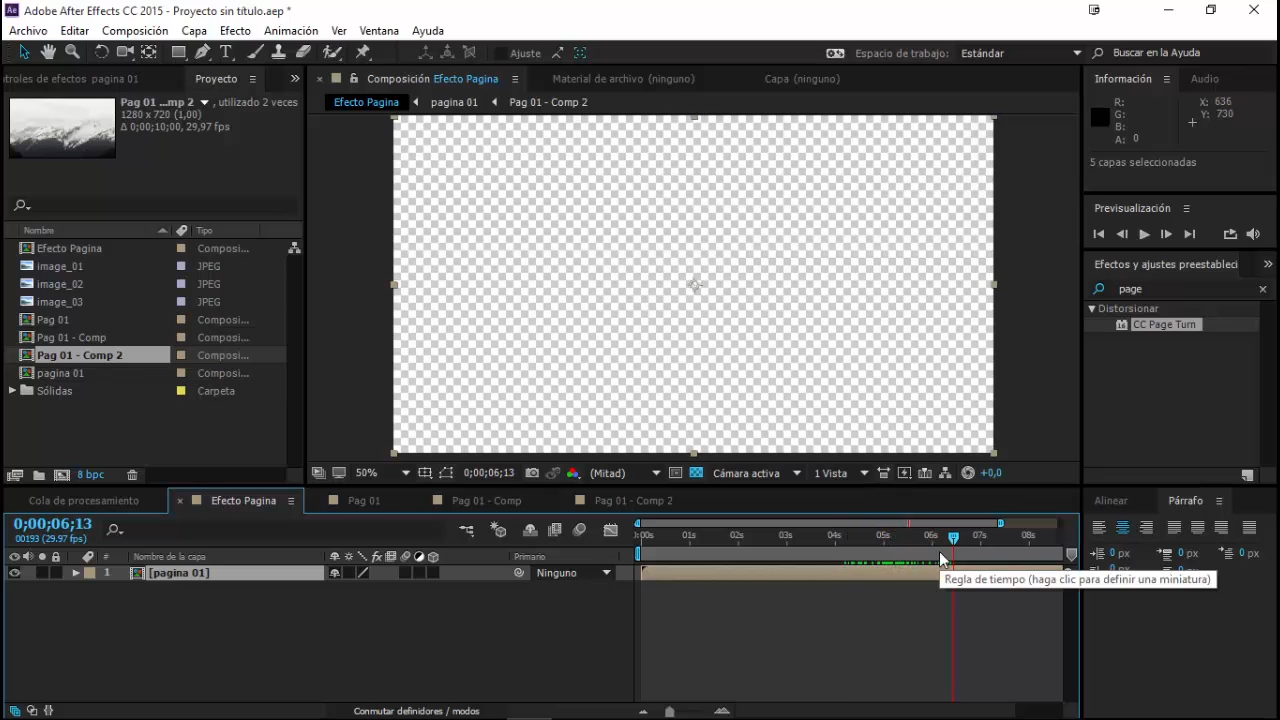 Ae Adobe After Effects CC 2015 - Proyecto sin título.aep *
Archivo Editar Composición Capa Efecto Animación Ver Ventana Ayuda
Ajuste Espacio de trabajo: Estándar Buscar en la Ayuda
ntroles de efectos pagina 01 Proyecto
Pag 01 ...mp 2 , utilizado 2 veces
1280 x 720 (1,00)
Δ 0;00;10;00, 29,97 fps
Nombre Tipo
Efecto Pagina Composi...
image_01 JPEG
image_02 JPEG
image_03 JPEG
Pag 01 Composi...
Pag 01 - Comp Composi...
Pag 01 - Comp 2 Composi...
pagina 01 Composi...
Sólidas Carpeta
8 bpc
Composición Efecto Pagina Material de archivo (ninguno) Capa (ninguno)
Efecto Pagina pagina 01 Pag 01 - Comp 2
50% 0;00;06;13 (Mitad) Cámara activa 1 Vista +0,0
Información Audio
R: X: 636
G: Y: 730
B:
A: 0
5 capas seleccionadas
Previsualización
Efectos y ajustes preestableci
page
Distorsionar
CC Page Turn
Cola de procesamiento Efecto Pagina Pag 01 Pag 01 - Comp Pag 01 - Comp 2
0;00;06;13
00193 (29.97 fps)
00s 01s 02s 03s 04s 05s 06s 07s 08s
# Nombre de la capa fx Primario
1 [pagina 01] Ninguno
Regla de tiempo (haga clic para definir una miniatura)
Conmutar definidores / modos
Alinear Párrafo
0 px 0 px 0 px